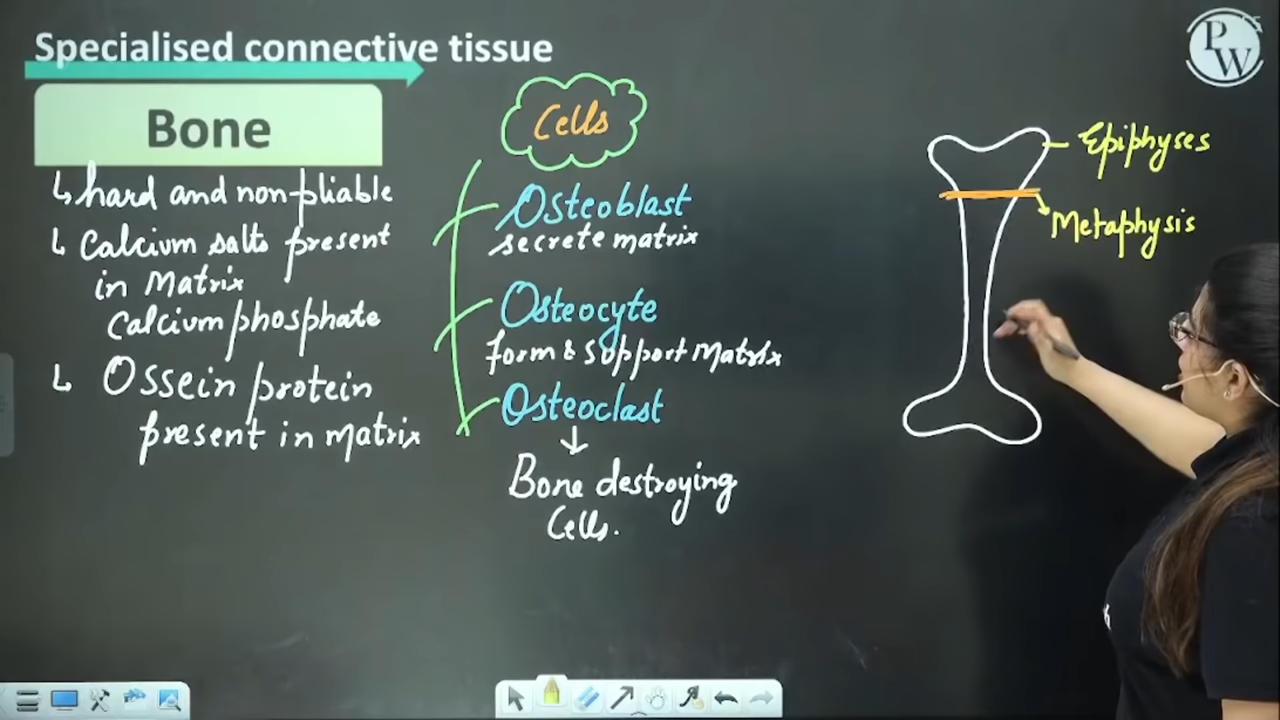 Specialised connective tissue
PW
Bone
Cells
↳ hard and non-pliable
↳ Calcium salts present
in Matrix
Calcium phosphate
↳ Ossein protein
present in matrix
Osteoblast
secrete matrix
Osteocyte
form & support Matrix
Osteoclast
↓
Bone destroying
Cells.
Epiphyses
Metaphysis